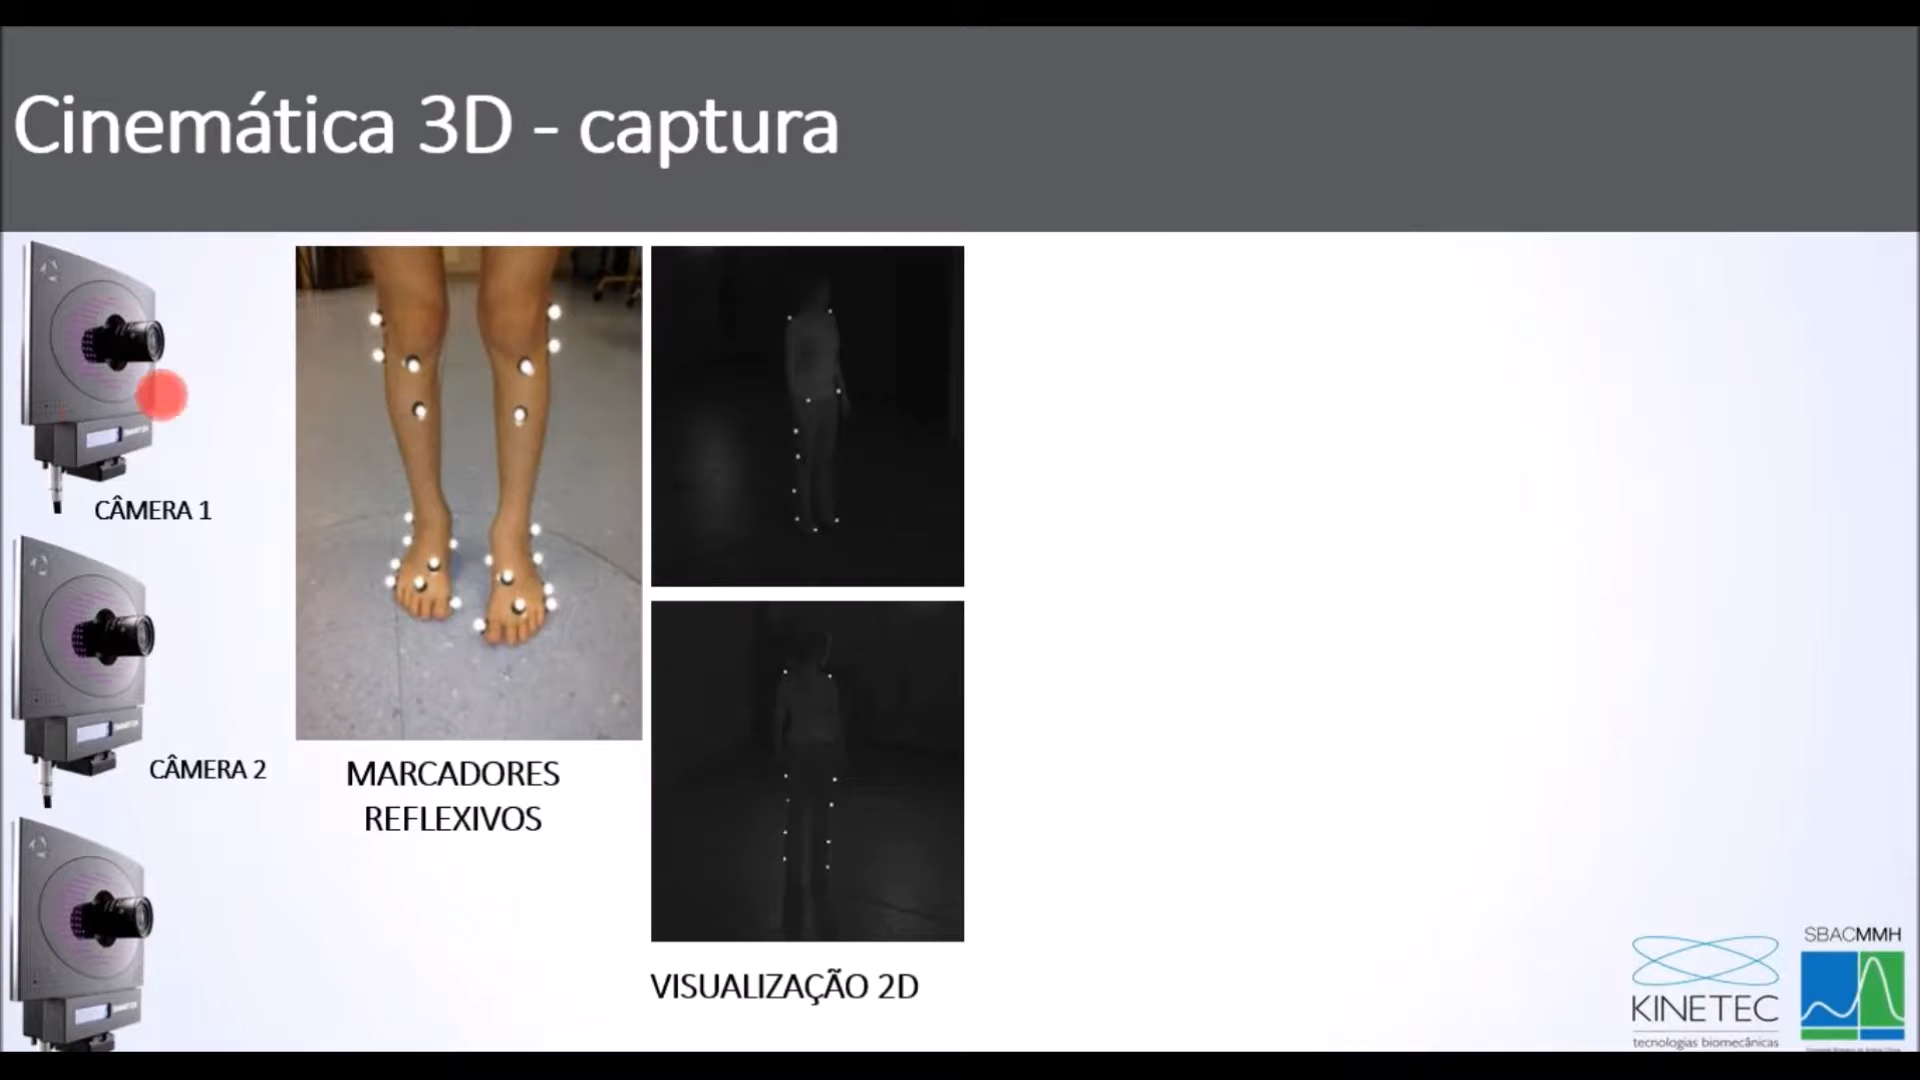 Cinemática 3D - captura
CÂMERA 1
CÂMERA 2
MARCADORES
REFLEXIVOS
VISUALIZAÇÃO 2D
KINETEC
tecnologias biomecânicas
SBACMMH